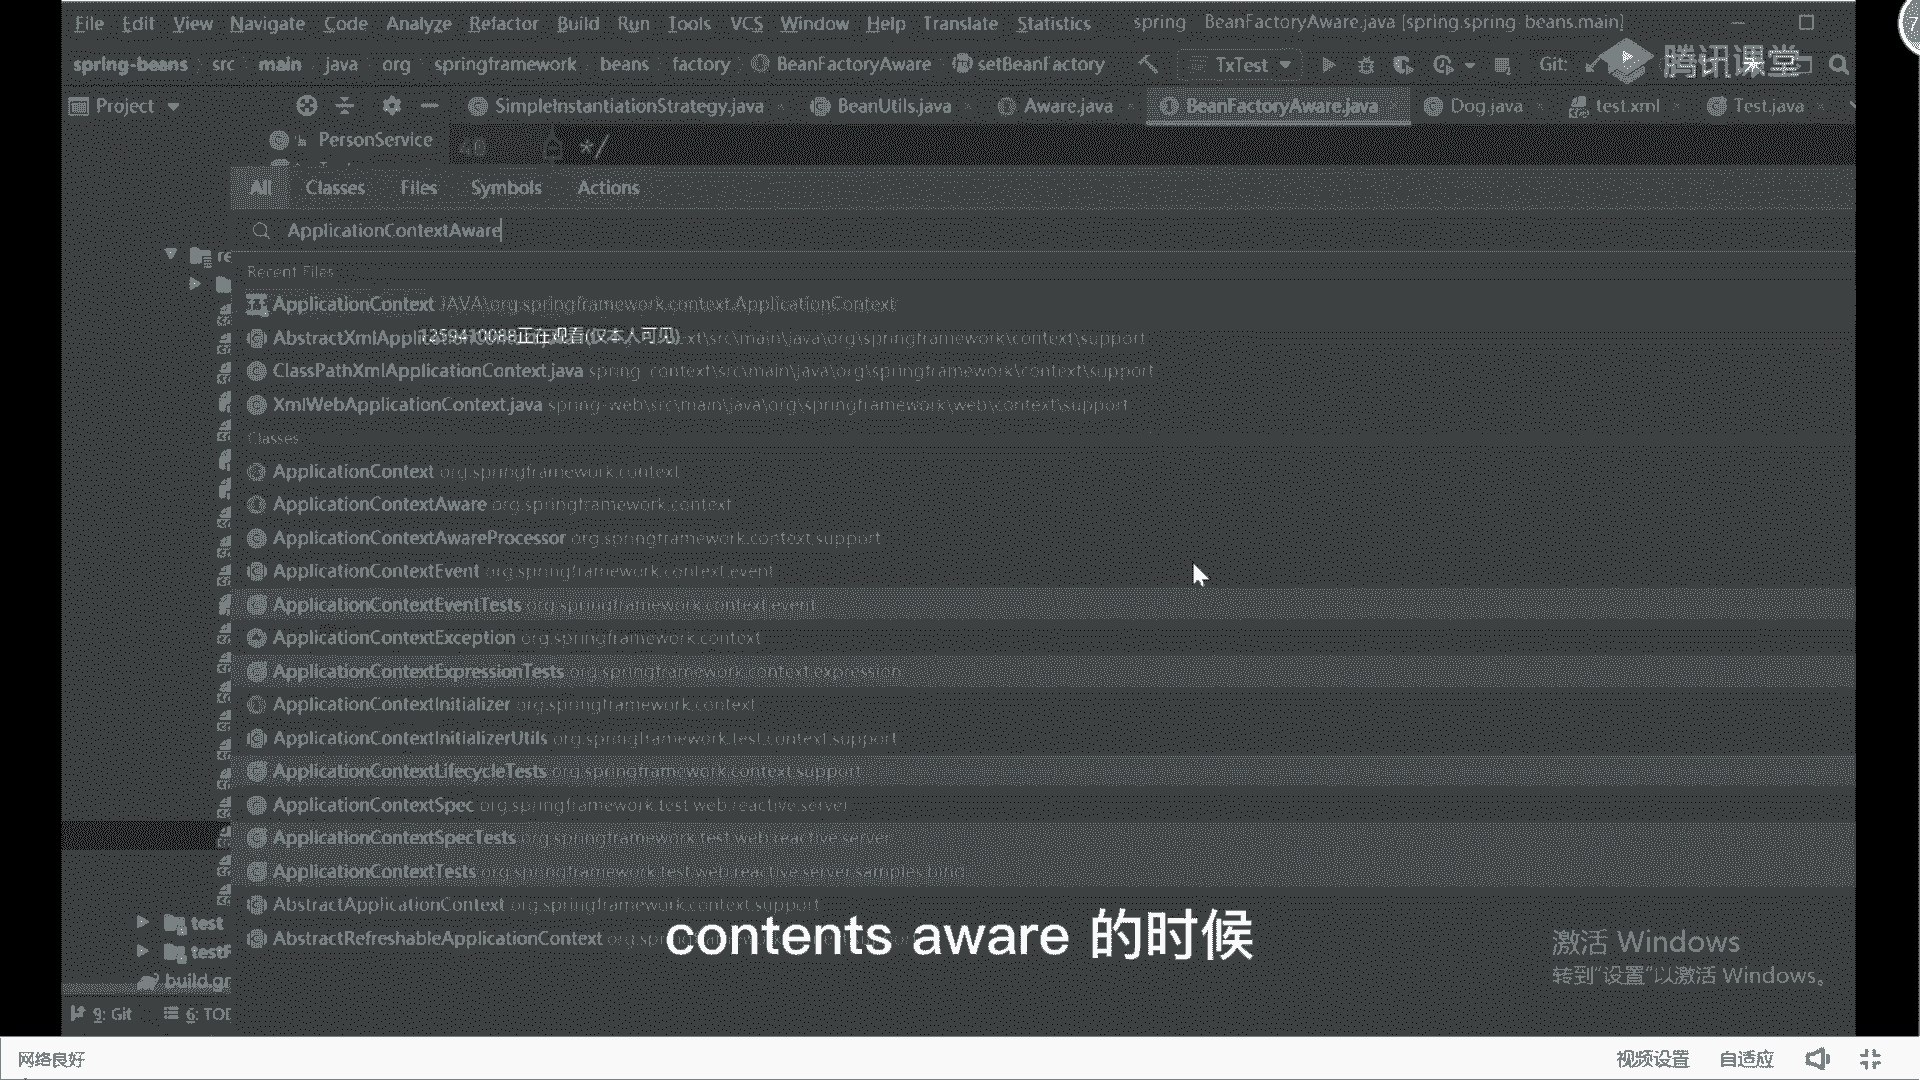 File Edit View Navigate Code Analyze Refactor Build Run Tools VCS Window Help Translate Statistics spring BeanFactoryAware.java [spring.spring-beans.main]
spring-beans src main java org springframework beans factory BeanFactoryAware setBeanFactory TxTest Git: 腾讯课堂
Project SimpleInstantiationStrategy.java BeanUtils.java Aware.java BeanFactoryAware.java Dog.java test.xml Test.java
PersonService 40 */
All Classes Files Symbols Actions
ApplicationContextAware
re
Recent Files
ApplicationContext JAVA\org.springframework.context.ApplicationContext
1259410088正在观看(仅本人可见)
AbstractXmlApplic xt\src\main\java\org\springframework\context\support
ClassPathXmlApplicationContext.java spring-context\src\main\java\org\springframework\context\support
XmlWebApplicationContext.java spring-web\src\main\java\org\springframework\web\context\support
Classes
ApplicationContext org.springframework.context
ApplicationContextAware org.springframework.context
ApplicationContextAwareProcessor org.springframework.context.support
ApplicationContextEvent org.springframework.context.event
ApplicationContextEventTests org.springframework.context.event
ApplicationContextException org.springframework.context
ApplicationContextExpressionTests org.springframework.context.expression
ApplicationContextInitializer org.springframework.context
ApplicationContextInitializerUtils org.springframework.test.context.support
ApplicationContextLifecycleTests org.springframework.context.support
ApplicationContextSpec org.springframework.test.web.reactive.server
ApplicationContextSpecTests org.springframework.test.web.reactive.server
ApplicationContextTests org.springframework.test.web.reactive.server.samples.bind
AbstractApplicationContext org.springframework.context.support
test
AbstractRefreshableApplicationContext
contents aware 的时候
激活 Windows
转到"设置"以激活 Windows。
testF
build.gr
9: Git 6: TOD
网络良好 视频设置 自适应